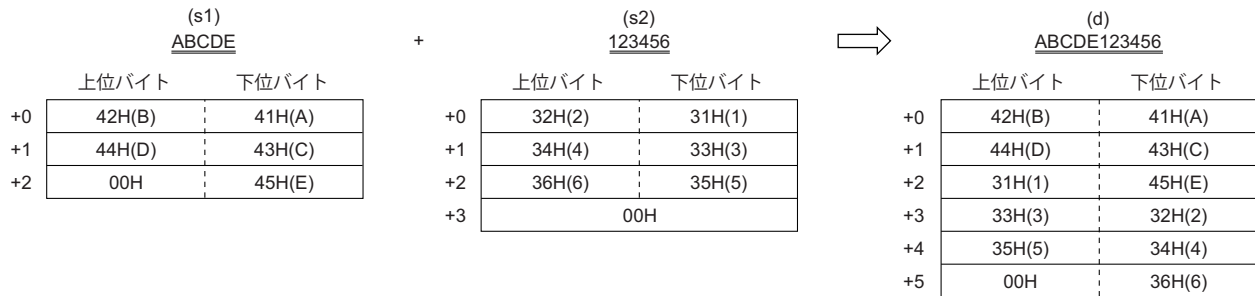 (s1) (s2) (d)
ABCDE + 123456 ABCDE123456
上位バイト 下位バイト 上位バイト 下位バイト 上位バイト 下位バイト
+0 42H(B) 41H(A) +0 32H(2) 31H(1) +0 42H(B) 41H(A)
+1 44H(D) 43H(C) +1 34H(4) 33H(3) +1 44H(D) 43H(C)
+2 00H 45H(E) +2 36H(6) 35H(5) +2 31H(1) 45H(E)
+3 00H +3 33H(3) 32H(2)
+4 35H(5) 34H(4)
+5 00H 36H(6)